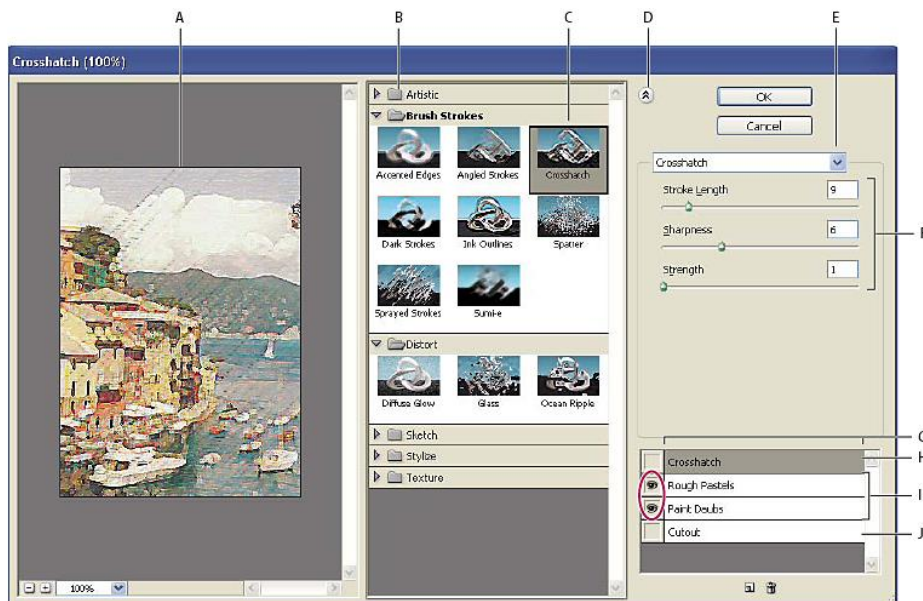 A
B
C
D
E
Crosshatch (100%)
Artistic
Brush Strokes
Accented Edges
Angled Strokes
Crosshatch
Dark Strokes
Ink Outlines
Spatter
Sprayed Strokes
Sumi-e
Distort
Diffuse Glow
Glass
Ocean Ripple
Sketch
Stylize
Texture
100%
OK
Cancel
Crosshatch
Stroke Length 9
Sharpness 6
Strength 1
Crosshatch
Rough Pastels
Paint Daubs
Cutout
H
I
J